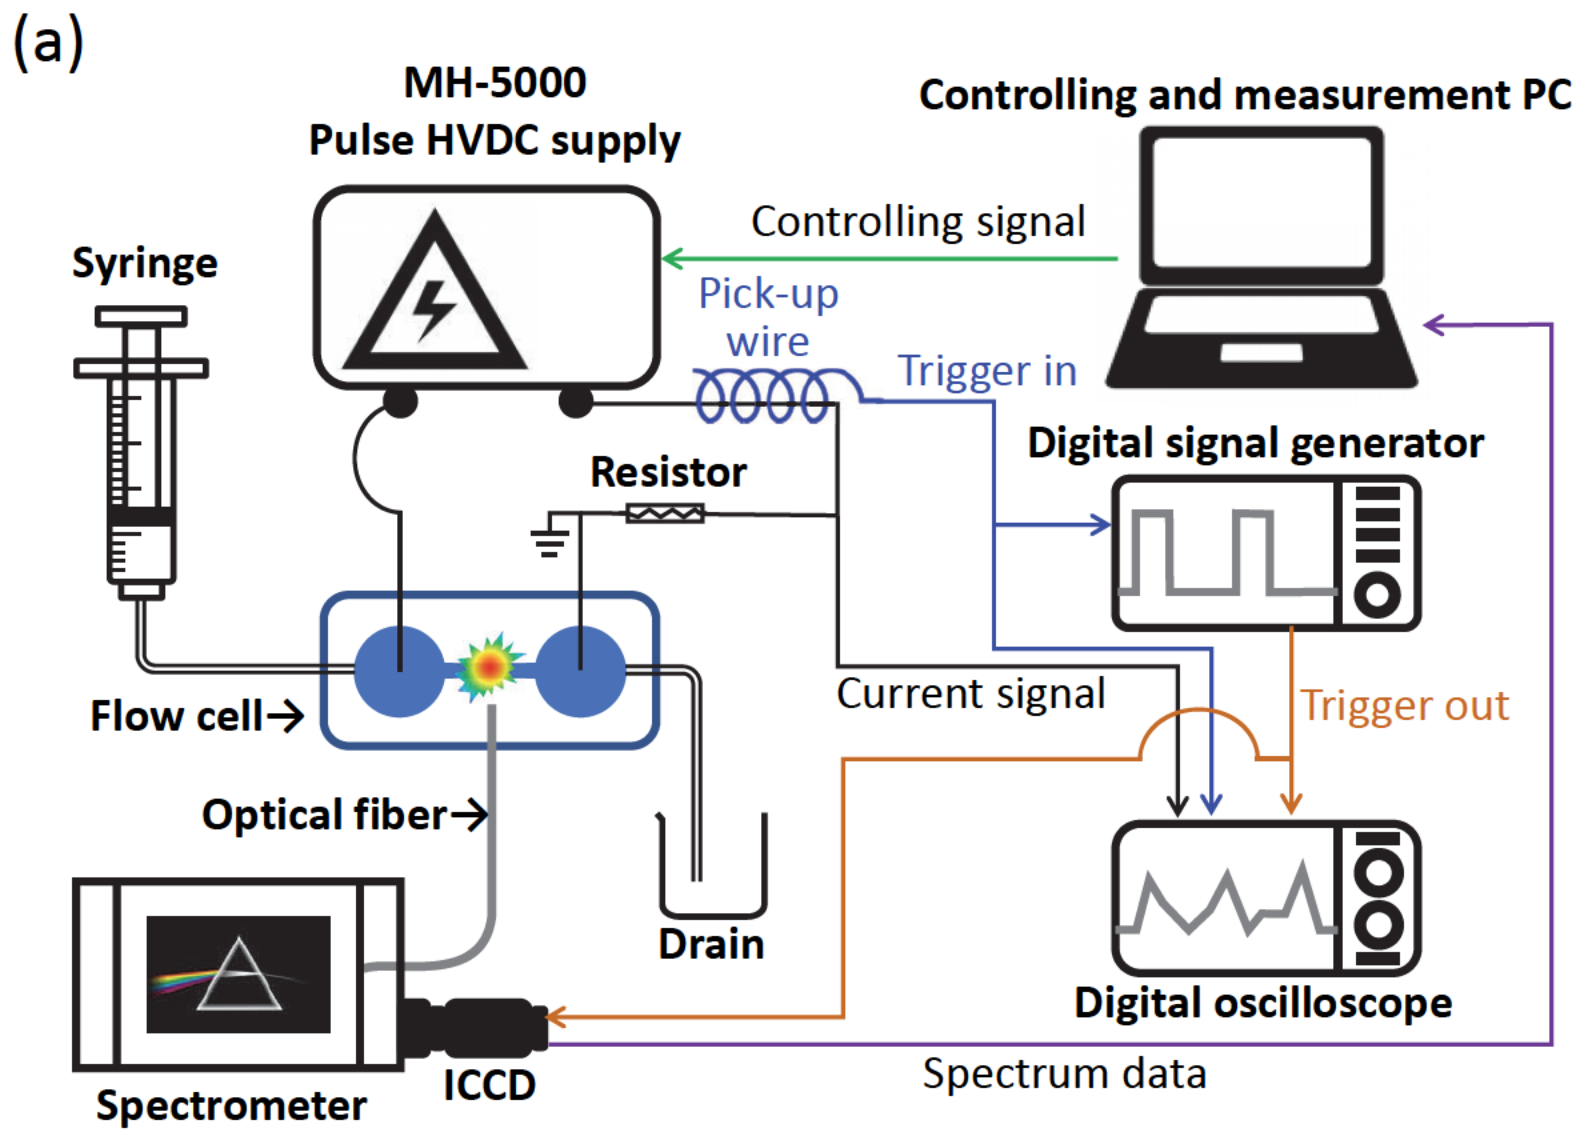 (a)
MH-5000
Pulse HVDC supply
Controlling and measurement PC
Controlling signal
Syringe
Pick-up
wire
Trigger in
Digital signal generator
Resistor
Current signal
Trigger out
Flow cell→
Optical fiber→
Drain
Digital oscilloscope
ICCD
Spectrum data
Spectrometer